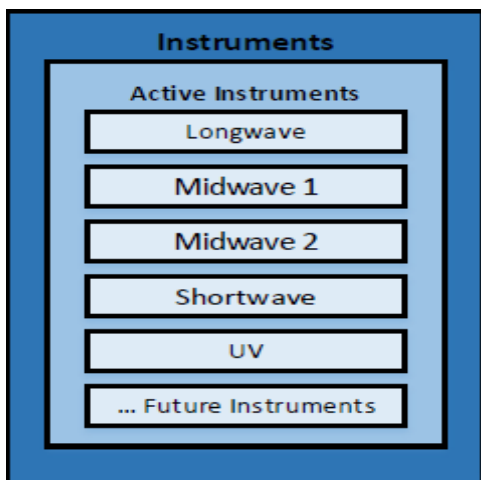 Instruments
Active Instruments
Longwave
Midwave 1
Midwave 2
Shortwave
UV
... Future Instruments